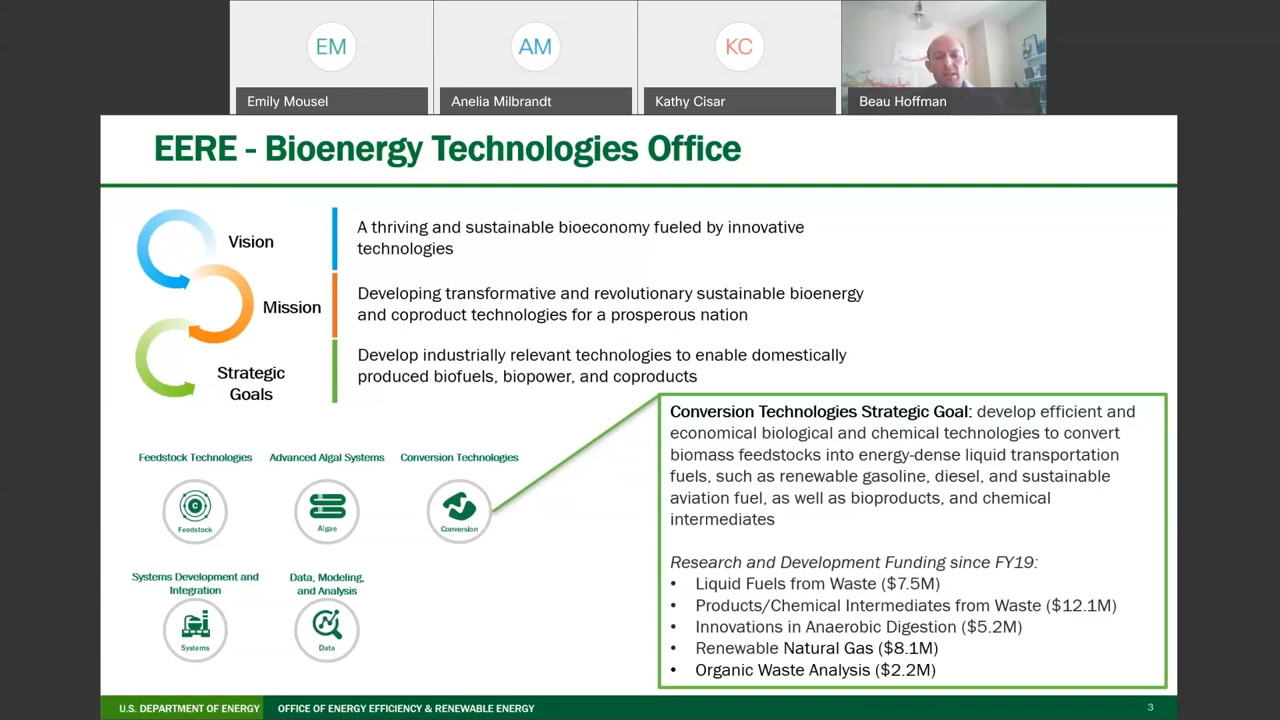 EM
AM
KC
Emily Mousel
Anelia Milbrandt
Kathy Cisar
Beau Hoffman
EERE - Bioenergy Technologies Office
Vision
A thriving and sustainable bioeconomy fueled by innovative
technologies
Mission
Developing transformative and revolutionary sustainable bioenergy
and coproduct technologies for a prosperous nation
Strategic
Goals
Develop industrially relevant technologies to enable domestically
produced biofuels, biopower, and coproducts
Feedstock Technologies
Advanced Algal Systems
Conversion Technologies
C
Feedstock
Algae
Conversion
Systems Development and
Integration
Data, Modeling,
and Analysis
Systems
Data
Conversion Technologies Strategic Goal: develop efficient and
economical biological and chemical technologies to convert
biomass feedstocks into energy-dense liquid transportation
fuels, such as renewable gasoline, diesel, and sustainable
aviation fuel, as well as bioproducts, and chemical
intermediates
Research and Development Funding since FY19:
• Liquid Fuels from Waste ($7.5M)
• Products/Chemical Intermediates from Waste ($12.1M)
• Innovations in Anaerobic Digestion ($5.2M)
• Renewable Natural Gas ($8.1M)
• Organic Waste Analysis ($2.2M)
U.S. DEPARTMENT OF ENERGY
OFFICE OF ENERGY EFFICIENCY & RENEWABLE ENERGY
3